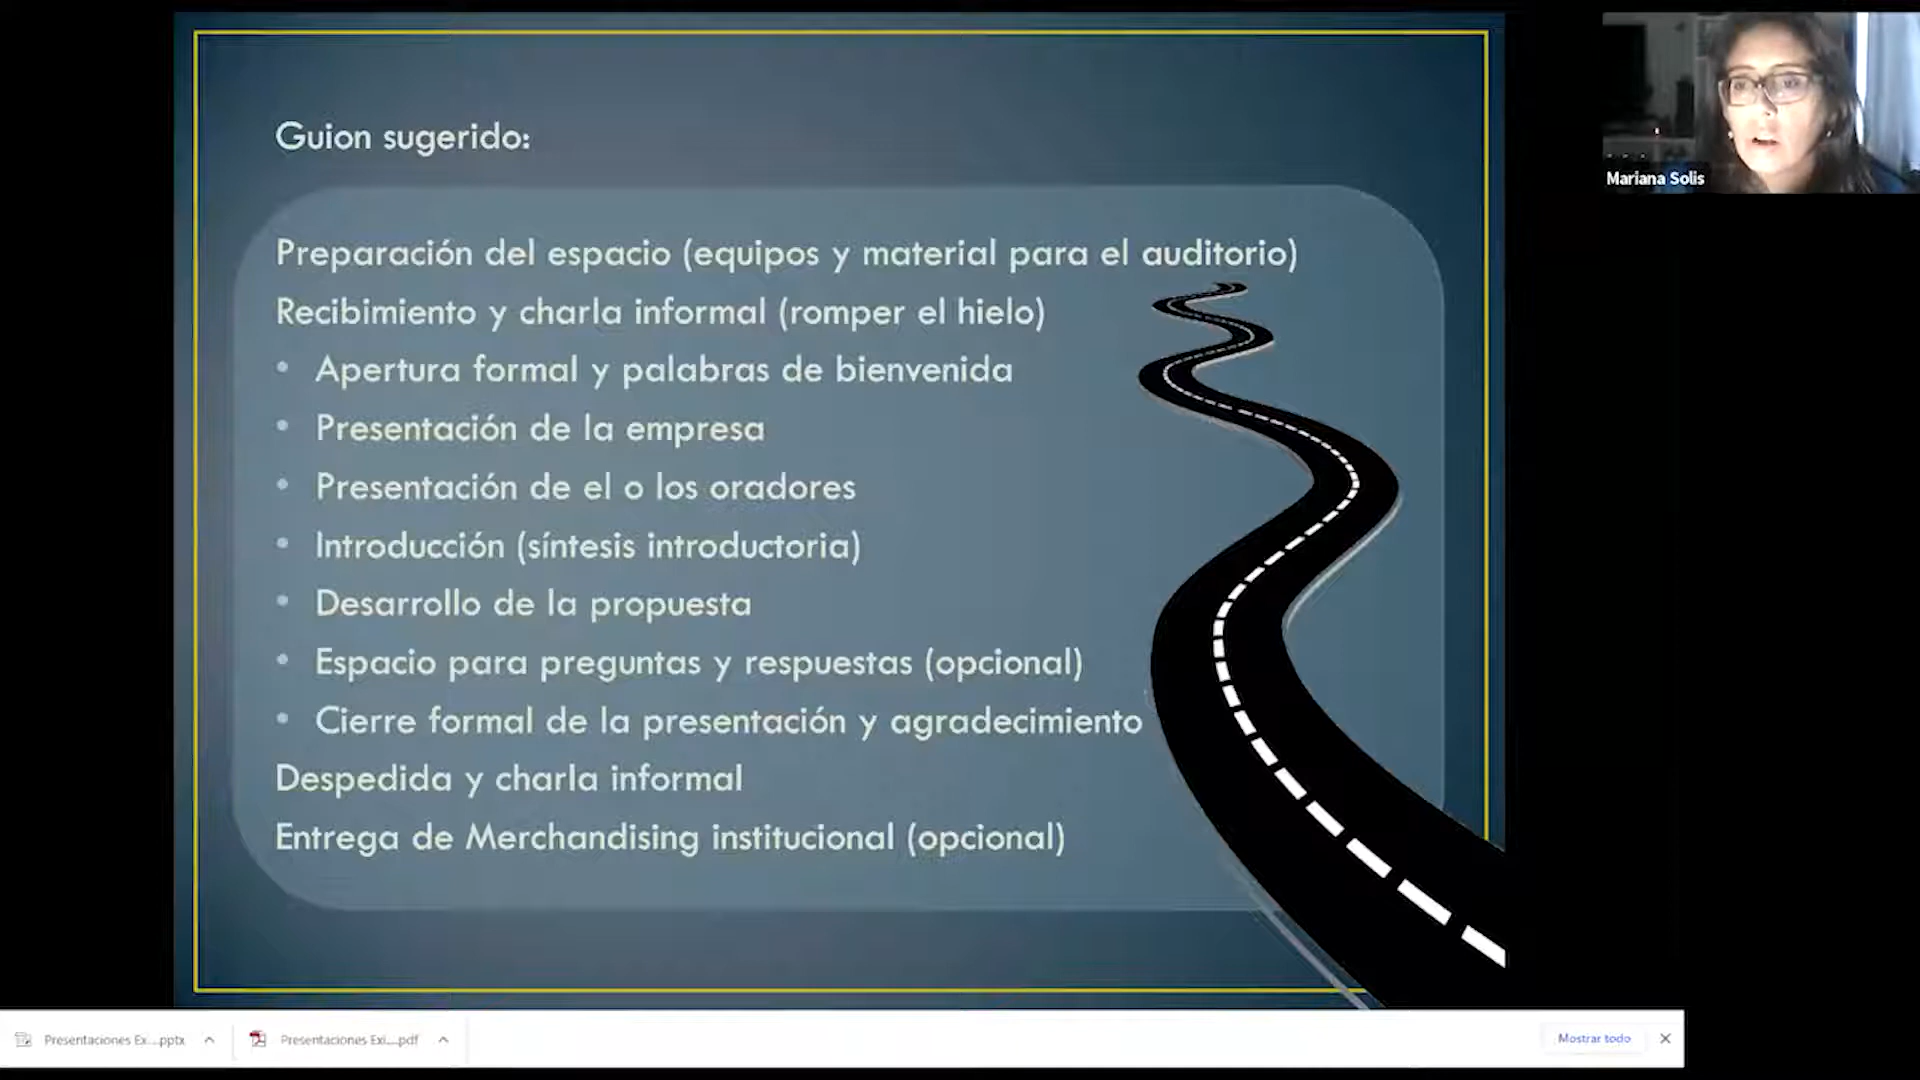 Guion sugerido:
Preparación del espacio (equipos y material para el auditorio)
Recibimiento y charla informal (romper el hielo)
• Apertura formal y palabras de bienvenida
• Presentación de la empresa
• Presentación de el o los oradores
• Introducción (síntesis introductoria)
• Desarrollo de la propuesta
• Espacio para preguntas y respuestas (opcional)
• Cierre formal de la presentación y agradecimiento
Despedida y charla informal
Entrega de Merchandising institucional (opcional)
Mariana Solis
Presentaciones Ex....pptx
Presentaciones Exi....pdf
Mostrar todo